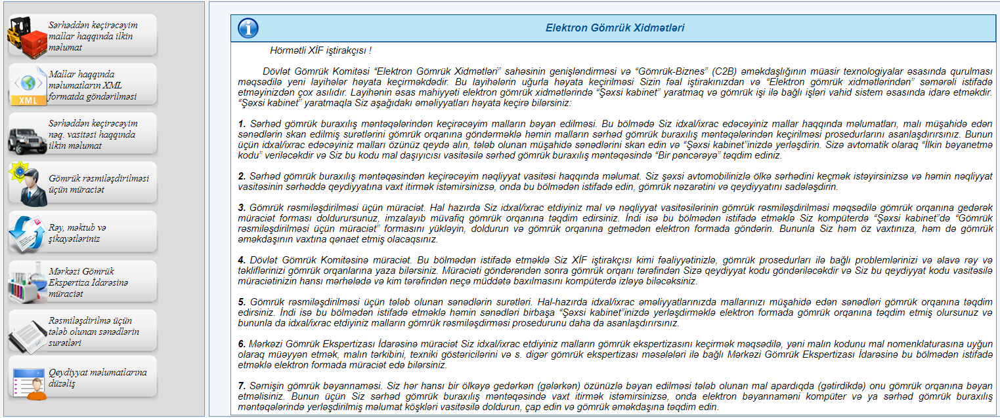 Sərhəddən keçirəcəyim
mallar haqqında ilkin
məlumat
Mallar haqqında
məlumatların XML
formatda göndərilməsi
XML
Sərhəddən keçirəcəyim
nəq. vasitəsi haqqında
ilkin məlumat
Gömrük rəsmiləşdirilməsi
üçün müraciət
Rəy, məktub və
şikayətləriniz
Mərkəzi Gömrük
Ekspertiza İdarəsinə
müraciət
Rəsmiləşdirilmə üçün
tələb olunan sənədlərin
surətləri
Qeydiyyat məlumatlarına
düzəliş
Elektron Gömrük Xidmətləri
Hörmətli XİF iştirakçısı !
Dövlət Gömrük Komitəsi “Elektron Gömrük Xidmətləri” sahəsinin genişləndirməsi və “Gömrük-Biznes” (C2B) əməkdaşlığının müasir texnologiyalar əsasında qurulması
məqsədilə yeni layihələr həyata keçirməkdədir. Bu layihələrin uğurla həyata keçirilməsi Sizin fəal iştirakınızdan və “Elektron gömrük xidmətlərindən” səmərəli istifadə
etməyinizdən çox asılıdır. Layihənin əsas mahiyyəti elektron gömrük xidmətlərində “Şəxsi kabinet” yaratmaq və gömrük işi ilə bağlı işləri vahid sistem əsasında idarə etməkdir.
“Şəxsi kabinet” yaratmaqla Siz aşağıdakı əməliyyatları həyata keçirə bilərsiniz:
1. Sərhəd gömrük buraxılış məntəqələrindən keçirəcəyim malların bəyan edilməsi. Bu bölmədə Siz idxal/ixrac edəcəyiniz mallar haqqında məlumatları, malı müşahidə edən
sənədlərin skan edilmiş surətlərini gömrük orqanına göndərməklə həmin malların sərhəd gömrük buraxılış məntəqələrindən keçirilməsi prosedurlarını asanlaşdırırsınız. Bunun
üçün idxal/ixrac edəcəyiniz malları özünüz qeydə alın, tələb olunan müşahidə sənədlərini skan edin və “Şəxsi kabinet”inizdə yerləşdirin. Sizə avtomatik olaraq “İlkin bəyanetmə
kodu” veriləcəkdir və Siz bu kodu mal daşıyıcısı vasitəsilə sərhəd gömrük buraxılış məntəqəsində “Bir pəncərəyə” təqdim ediniz.
2. Sərhəd gömrük buraxılış məntəqəsindən keçirəcəyim nəqliyyat vasitəsi haqqında məlumat. Siz şəxsi avtomobilinizlə ölkə sərhədini keçmək istəyirsinizsə və həmin nəqliyyat
vasitəsinin sərhəddə qeydiyyatına vaxt itirmək istəmirsinizsə, onda bu bölmədən istifadə edin, gömrük nəzarətini və qeydiyyatını sadələşdirin.
3. Gömrük rəsmiləşdirilməsi üçün müraciət. Hal hazırda Siz idxal/ixrac etdiyiniz mal və nəqliyyat vasitəsilərinin gömrük rəsmiləşdirilməsi məqsədilə gömrük orqanına gedərək
müraciət forması doldurursunuz, imzalayıb müvafiq gömrük orqanına təqdim edirsiniz. İndi isə bu bölmədən istifadə etməklə Siz kompüterdə “Şəxsi kabinet”də “Gömrük
rəsmiləşdirilməsi üçün müraciət” formasını yükləyin, doldurun və gömrük orqanına getmədən elektron formada göndərin. Bununla Siz həm öz vaxtınıza, həm də gömrük
əməkdaşının vaxtına qənaət etmiş olacaqsınız.
4. Dövlət Gömrük Komitəsinə müraciət. Bu bölmədən istifadə etməklə Siz XİF iştirakçısı kimi fəaliyyətinizlə, gömrük prosedurları ilə bağlı problemlərinizi və əlavə rəy və
təkliflərinizi gömrük orqanlarına yaza bilərsiniz. Müraciəti göndərəndən sonra gömrük orqanı tərəfindən Sizə qeydiyyat kodu göndəriləcəkdir və Siz bu qeydiyyat kodu vasitəsilə
müraciətinizin hansı mərhələdə və kim tərəfindən neçə müddətə baxılmasını kompüterdə izləyə biləcəksiniz.
5. Gömrük rəsmiləşdirilməsi üçün tələb olunan sənədlərin surətləri. Hal-hazırda idxal/ixrac əməliyyatlarınızda mallarınızı müşahidə edən sənədləri gömrük orqanına təqdim
edirsiniz. İndi isə bu bölmədən istifadə etməklə həmin sənədləri birbaşa “Şəxsi kabinet”inizdə yerləşdirməklə elektron formada gömrük orqanına təqdim etmiş olursunuz və
bununla da idxal/ixrac etdiyiniz malların gömrük rəsmiləşdirməsi prosedurunu daha da asanlaşdırırsınız.
6. Mərkəzi Gömrük Ekspertizası İdarəsinə müraciət Siz idxal/ixrac etdiyiniz malların gömrük ekspertizasını keçirmək məqsədilə, yeni malın kodunu mal nomenklaturasına uyğun
olaraq müəyyən etmək, malın tərkibini, texniki göstəricilərini və s. digər gömrük ekspertizası məsələləri ilə bağlı Mərkəzi Gömrük Ekspertizası İdarəsinə bu bölmədən istifadə
etməklə elektron formada müraciət edə bilərsiniz.
7. Sərnişin gömrük bəyannaməsi. Siz hər hansı bir ölkəyə gedərkən (gələrkən) özünüzlə bəyan edilməsi tələb olunan mal apardıqda (gətirdikdə) onu gömrük orqanına bəyan
etməlisiniz. Bunun üçün Siz sərhəd gömrük buraxılış məntəqəsində vaxt itirmək istəmirsinizsə, onda elektron bəyannaməni kompüter və ya sərhəd gömrük buraxılış
məntəqələrində yerləşdirilmiş məlumat köşkləri vasitəsilə doldurun, çap edin və gömrük əməkdaşına təqdim edin.